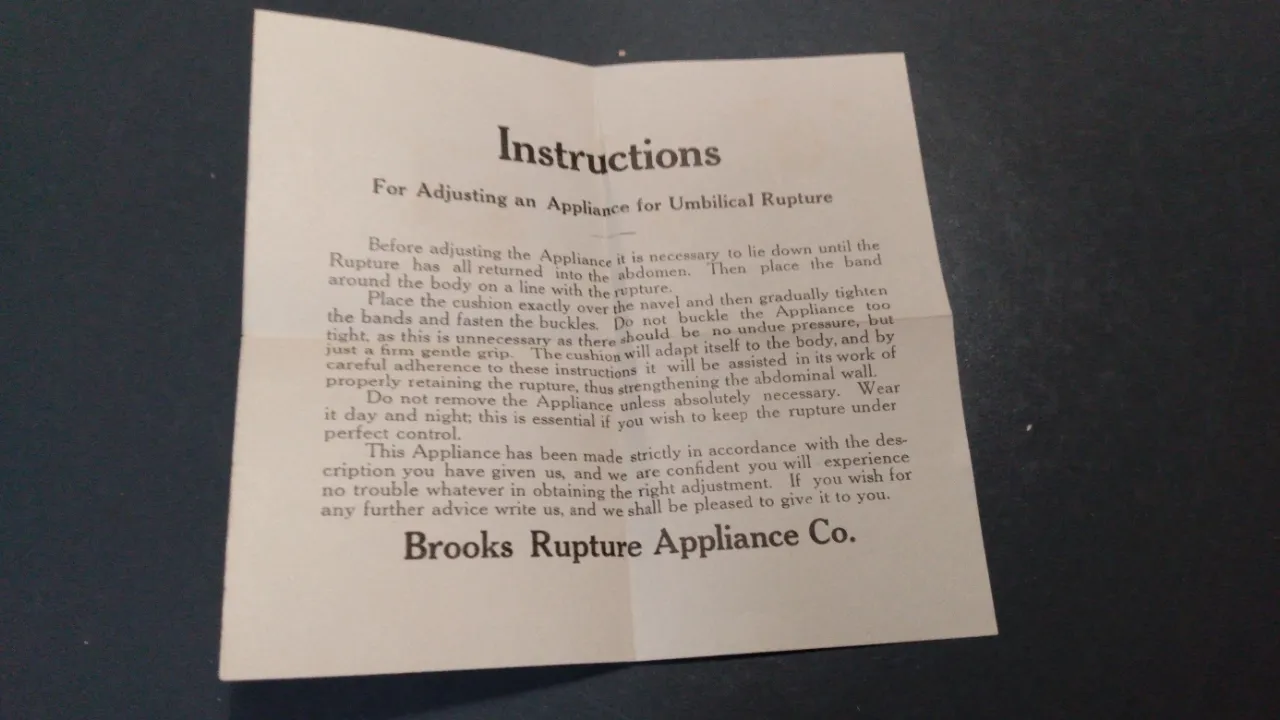 Instructions
For Adjusting an Appliance for Umbilical Rupture
Before adjusting the Appliance it is necessary to lie down until the
Rupture has all returned into the abdomen. Then place the band
around the body on a line with the rupture.
Place the cushion exactly over the navel and then gradually tighten
the bands and fasten the buckles. Do not buckle the Appliance too
tight, as this is unnecessary as there should be no undue pressure, but
just a firm gentle grip. The cushion will adapt itself to the body, and by
careful adherence to these instructions it will be assisted in its work of
properly retaining the rupture, thus strengthening the abdominal wall.
Do not remove the Appliance unless absolutely necessary. Wear
it day and night; this is essential if you wish to keep the rupture under
perfect control.
This Appliance has been made strictly in accordance with the des-
cription you have given us, and we are confident you will experience
no trouble whatever in obtaining the right adjustment. If you wish for
any further advice write us, and we shall be pleased to give it to you.
Brooks Rupture Appliance Co.